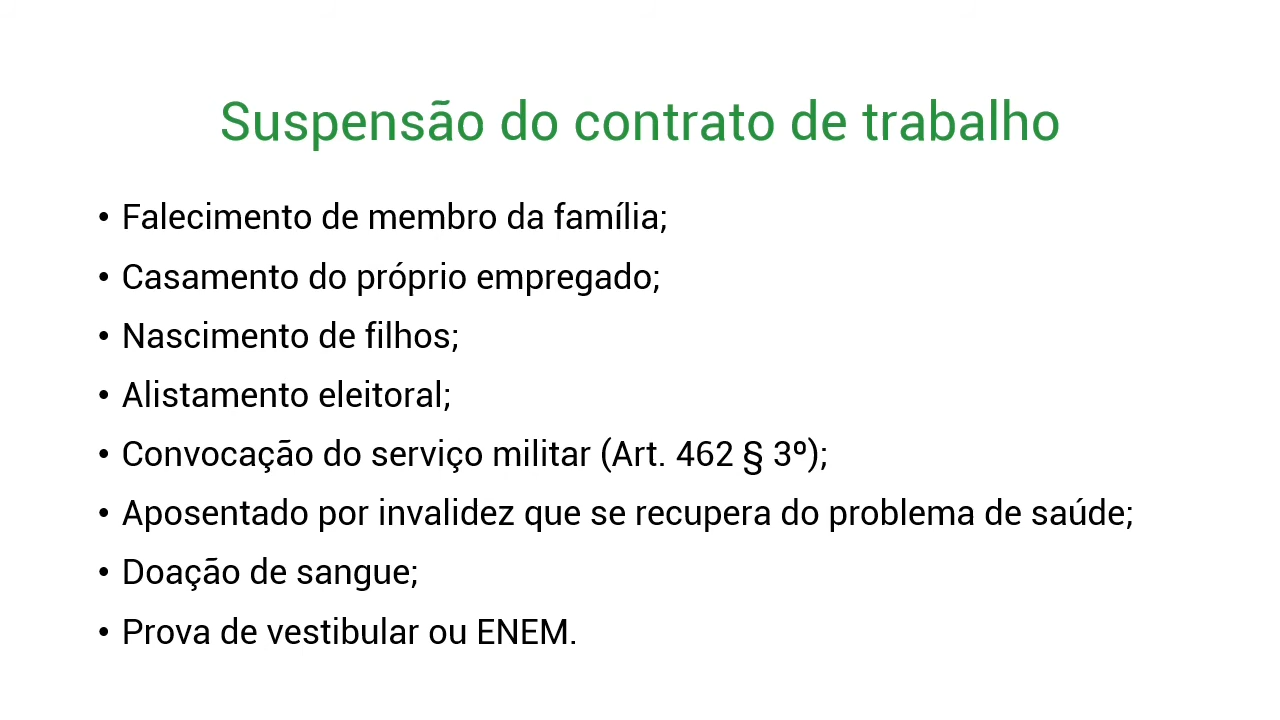 Suspensão do contrato de trabalho
• Falecimento de membro da família;
• Casamento do próprio empregado;
• Nascimento de filhos;
• Alistamento eleitoral;
• Convocação do serviço militar (Art. 462 § 3º);
• Aposentado por invalidez que se recupera do problema de saúde;
• Doação de sangue;
• Prova de vestibular ou ENEM.